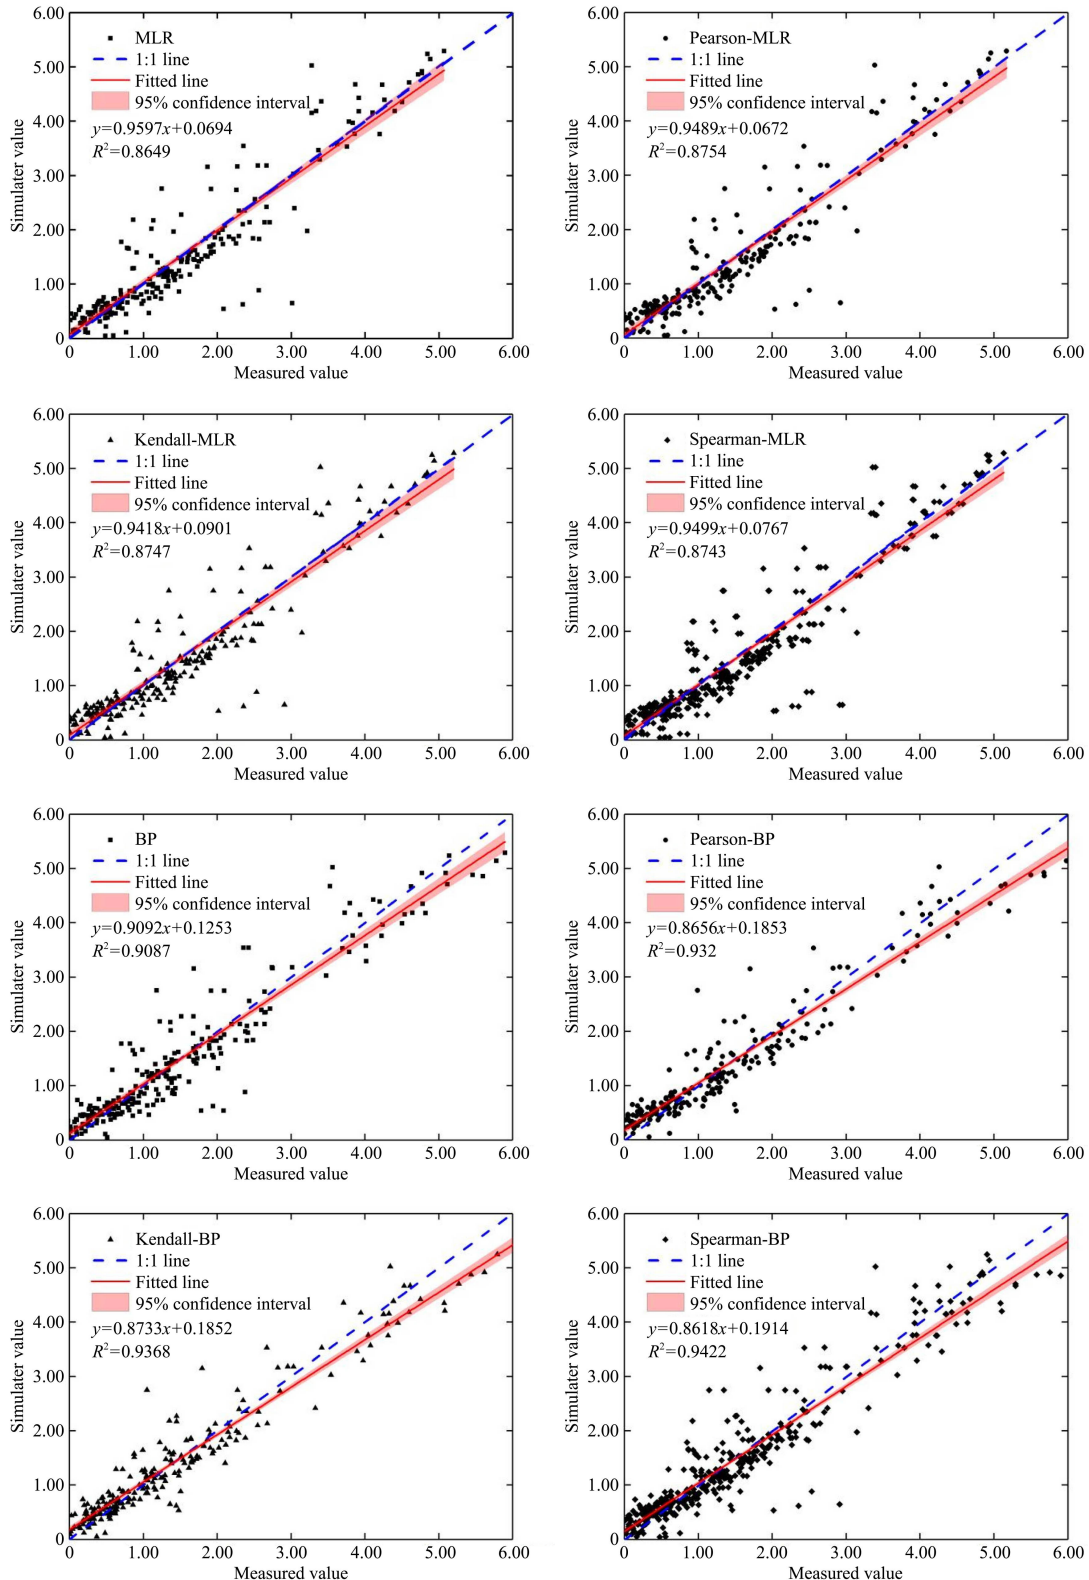 6.00
5.00
4.00
3.00
2.00
1.00
0
Simulater value
MLR
1:1 line
Fitted line
95% confidence interval
y=0.9597x+0.0694
R²=0.8649
0 1.00 2.00 3.00 4.00 5.00 6.00
Measured value
6.00
5.00
4.00
3.00
2.00
1.00
0
Simulater value
Pearson-MLR
1:1 line
Fitted line
95% confidence interval
y=0.9489x+0.0672
R²=0.8754
0 1.00 2.00 3.00 4.00 5.00 6.00
Measured value
6.00
5.00
4.00
3.00
2.00
1.00
0
Simulater value
Kendall-MLR
1:1 line
Fitted line
95% confidence interval
y=0.9418x+0.0901
R²=0.8747
0 1.00 2.00 3.00 4.00 5.00 6.00
Measured value
6.00
5.00
4.00
3.00
2.00
1.00
0
Simulater value
Spearman-MLR
1:1 line
Fitted line
95% confidence interval
y=0.9499x+0.0767
R²=0.8743
0 1.00 2.00 3.00 4.00 5.00 6.00
Measured value
6.00
5.00
4.00
3.00
2.00
1.00
0
Simulater value
BP
1:1 line
Fitted line
95% confidence interval
y=0.9092x+0.1253
R²=0.9087
0 1.00 2.00 3.00 4.00 5.00 6.00
Measured value
6.00
5.00
4.00
3.00
2.00
1.00
0
Simulater value
Pearson-BP
1:1 line
Fitted line
95% confidence interval
y=0.8656x+0.1853
R²=0.932
0 1.00 2.00 3.00 4.00 5.00 6.00
Measured value
6.00
5.00
4.00
3.00
2.00
1.00
0
Simulater value
Kendall-BP
1:1 line
Fitted line
95% confidence interval
y=0.8733x+0.1852
R²=0.9368
0 1.00 2.00 3.00 4.00 5.00 6.00
Measured value
6.00
5.00
4.00
3.00
2.00
1.00
0
Simulater value
Spearman-BP
1:1 line
Fitted line
95% confidence interval
y=0.8618x+0.1914
R²=0.9422
0 1.00 2.00 3.00 4.00 5.00 6.00
Measured value